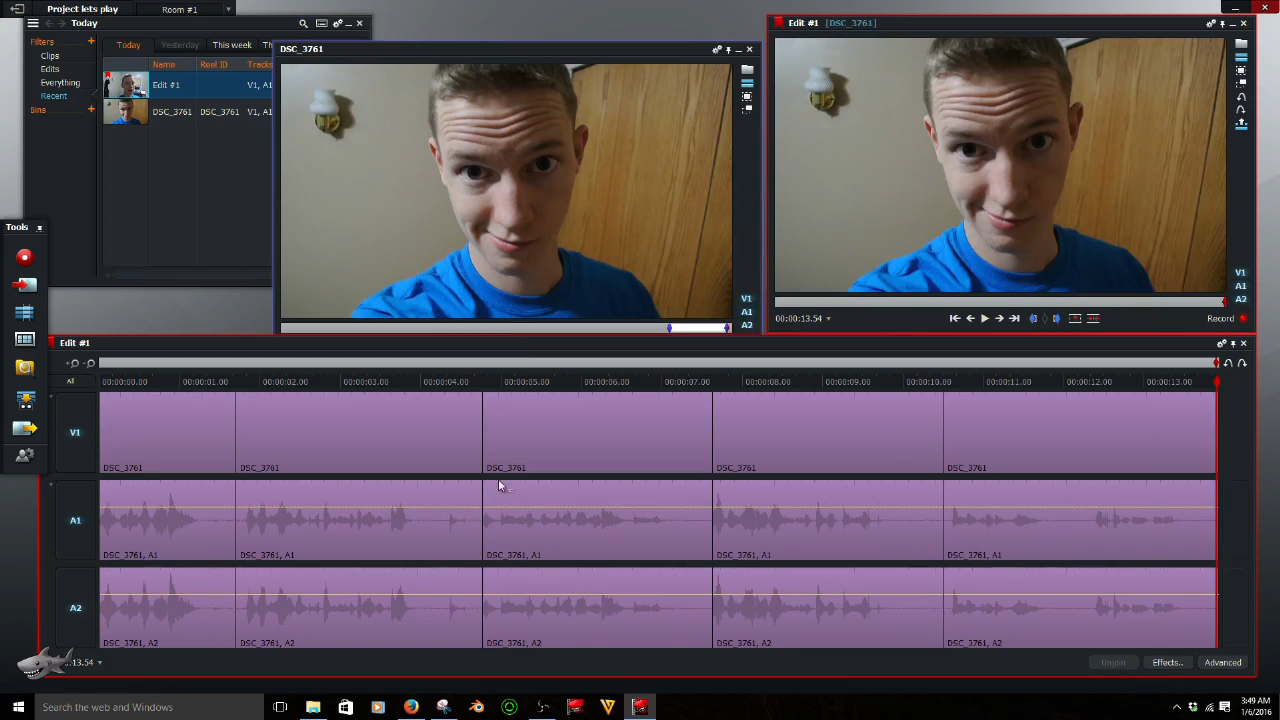 Project lets play
Room #1
Today
Filters
Clips
Edits
Everything
Recent
Bins
Today Yesterday This week Th
Name Reel ID Tracks
Edit #1 V1, A1
DSC_3761 DSC_3761 V1, A1
DSC_3761
V1
A1
A2
Edit #1 [DSC_3761]
V1
A1
A2
00:00:13.54
Record
Tools
Edit #1
All
00:00:00.00 00:00:01.00 00:00:02.00 00:00:03.00 00:00:04.00 00:00:05.00 00:00:06.00 00:00:07.00 00:00:08.00 00:00:09.00 00:00:10.00 00:00:11.00 00:00:12.00 00:00:13.00
V1
DSC_3761 DSC_3761 DSC_3761 DSC_3761 DSC_3761
A1
DSC_3761, A1 DSC_3761, A1 DSC_3761, A1 DSC_3761, A1 DSC_3761, A1
A2
DSC_3761, A2 DSC_3761, A2 DSC_3761, A2 DSC_3761, A2 DSC_3761, A2
:13.54
Unjoin Effects.. Advanced
Search the web and Windows
3:49 AM
1/6/2016